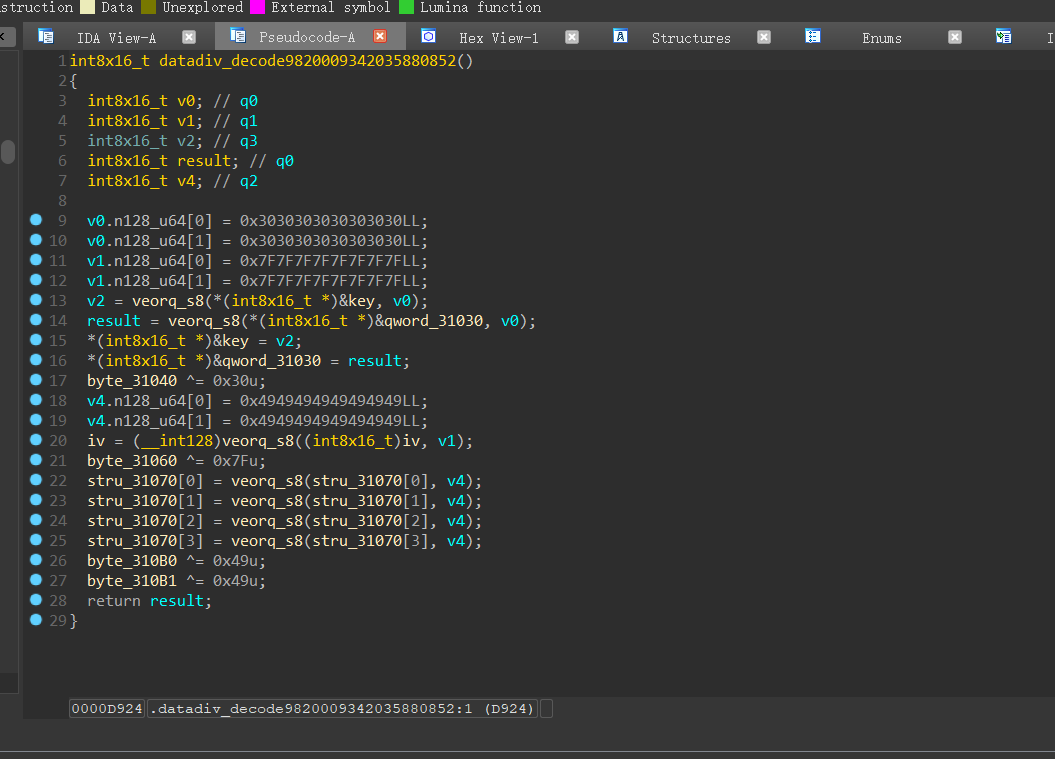 struction Data Unexplored External symbol Lumina function
IDA View-A Pseudocode-A Hex View-1 Structures Enums
1 int8x16_t datadiv_decode9820009342035880852()
2 {
3 int8x16_t v0; // q0
4 int8x16_t v1; // q1
5 int8x16_t v2; // q3
6 int8x16_t result; // q0
7 int8x16_t v4; // q2
8
9 v0.n128_u64[0] = 0x3030303030303030LL;
10 v0.n128_u64[1] = 0x3030303030303030LL;
11 v1.n128_u64[0] = 0x7F7F7F7F7F7F7F7FLL;
12 v1.n128_u64[1] = 0x7F7F7F7F7F7F7F7FLL;
13 v2 = veorq_s8(*(int8x16_t *)&key, v0);
14 result = veorq_s8(*(int8x16_t *)&qword_31030, v0);
15 *(int8x16_t *)&key = v2;
16 *(int8x16_t *)&qword_31030 = result;
17 byte_31040 ^= 0x30u;
18 v4.n128_u64[0] = 0x4949494949494949LL;
19 v4.n128_u64[1] = 0x4949494949494949LL;
20 iv = (__int128)veorq_s8((int8x16_t)iv, v1);
21 byte_31060 ^= 0x7Fu;
22 stru_31070[0] = veorq_s8(stru_31070[0], v4);
23 stru_31070[1] = veorq_s8(stru_31070[1], v4);
24 stru_31070[2] = veorq_s8(stru_31070[2], v4);
25 stru_31070[3] = veorq_s8(stru_31070[3], v4);
26 byte_310B0 ^= 0x49u;
27 byte_310B1 ^= 0x49u;
28 return result;
29 }
0000D924 .datadiv_decode9820009342035880852:1 (D924)